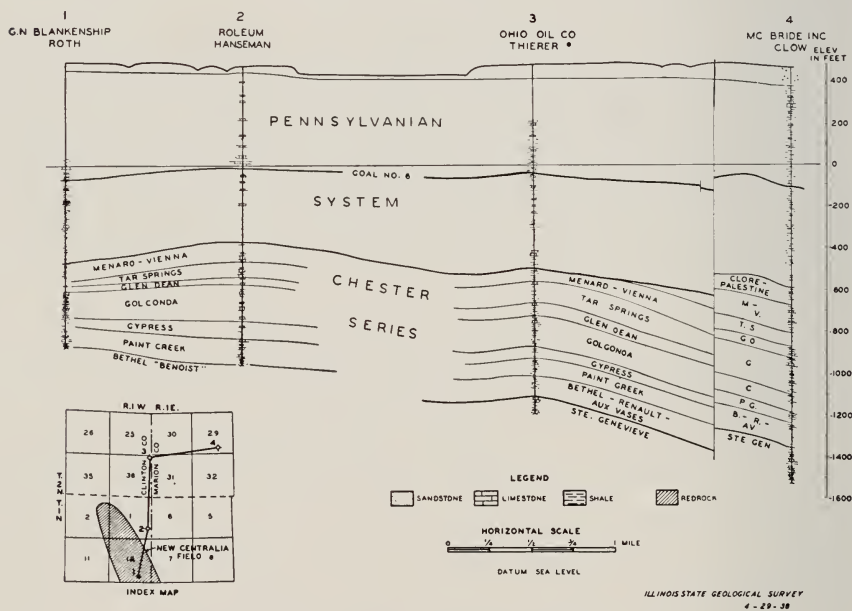 1
G.N BLANKENSHIP
ROTH
2
ROLEUM
HANSEMAN
3
OHIO OIL CO
THIERER
4
MC BRIDE INC
CLOW
ELEV
IN FEET
400
200
0
-200
-400
-600
-800
-1000
-1200
-1400
-1600
PENNSYLVANIAN
COAL NO. 6
SYSTEM
MENARD - VIENNA
TAR SPRINGS
GLEN DEAN
GOLCONDA
CYPRESS
PAINT CREEK
BETHEL "BENOIST"
CHESTER
SERIES
MENARD - VIENNA
TAR SPRINGS
GLEN DEAN
GOLGONDA
CYPRESS
PAINT CREEK
BETHEL - RENAULT -
AUX VASES
STE. GENEVIEVE
CLORE-
PALESTINE
M -
V.
T. S
G
C
P.
B. - R.-
AV
STE GEN
R.I W R.I E.
26 25 30 29
35 36 31 32
2 1 6 5
11 12 7 8
T. 2 N.
T. I N
CLINTON CO
MARION CO
1
2
3
4
NEW CENTRALIA
FIELD
INDEX MAP
LEGEND
SANDSTONE LIMESTONE SHALE REDROCK
HORIZONTAL SCALE
0 1/4 1/2 3/4 1 MILE
DATUM SEA LEVEL
ILLINOIS STATE GEOLOGICAL SURVEY
4 - 29 - 38